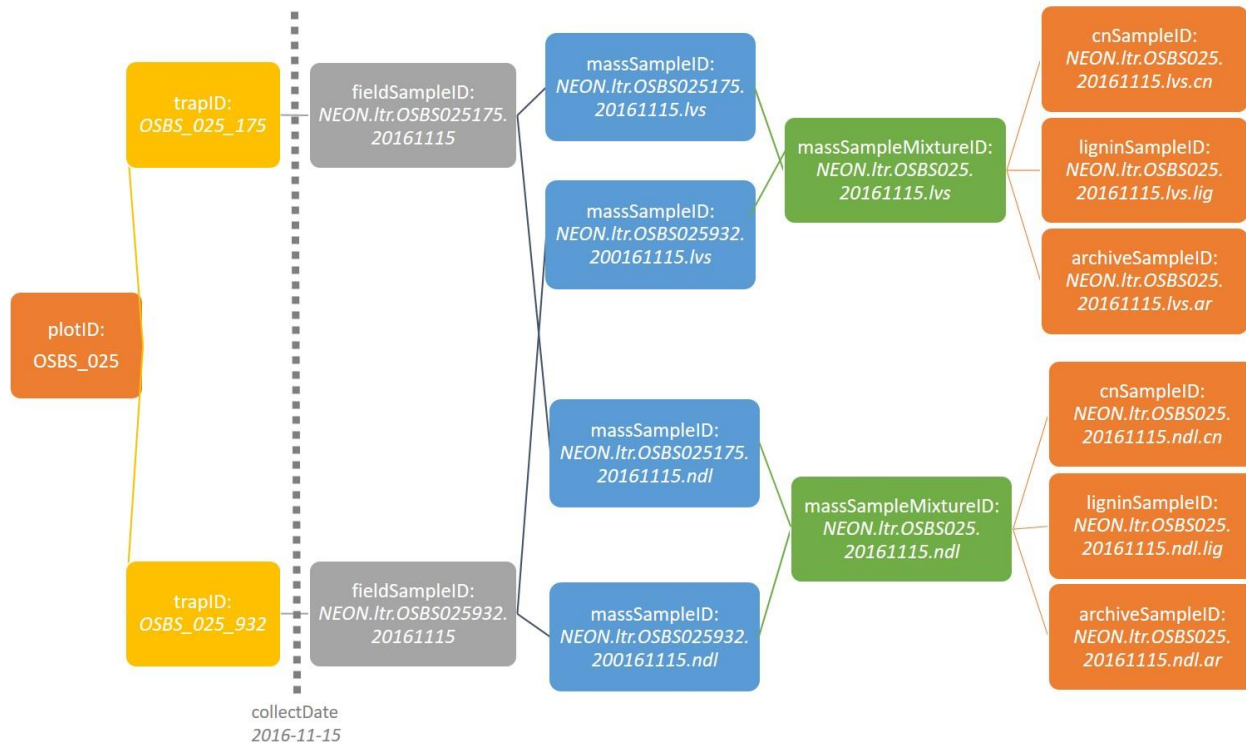 plotID:
OSBS_025
trapID:
OSBS_025_175
trapID:
OSBS_025_932
collectDate
2016-11-15
fieldSampleID:
NEON.ltr.OSBS025175.
20161115
fieldSampleID:
NEON.ltr.OSBS025932.
20161115
massSampleID:
NEON.ltr.OSBS025175.
20161115.lvs
massSampleID:
NEON.ltr.OSBS025932.
200161115.lvs
massSampleID:
NEON.ltr.OSBS025175.
20161115.ndl
massSampleID:
NEON.ltr.OSBS025932.
200161115.ndl
massSampleMixtureID:
NEON.ltr.OSBS025.
20161115.lvs
massSampleMixtureID:
NEON.ltr.OSBS025.
20161115.ndl
cnSampleID:
NEON.ltr.OSBS025.
20161115.lvs.cn
ligninSampleID:
NEON.ltr.OSBS025.
20161115.lvs.lig
archiveSampleID:
NEON.ltr.OSBS025.
20161115.lvs.ar
cnSampleID:
NEON.ltr.OSBS025.
20161115.ndl.cn
ligninSampleID:
NEON.ltr.OSBS025.
20161115.ndl.lig
archiveSampleID:
NEON.ltr.OSBS025.
20161115.ndl.ar